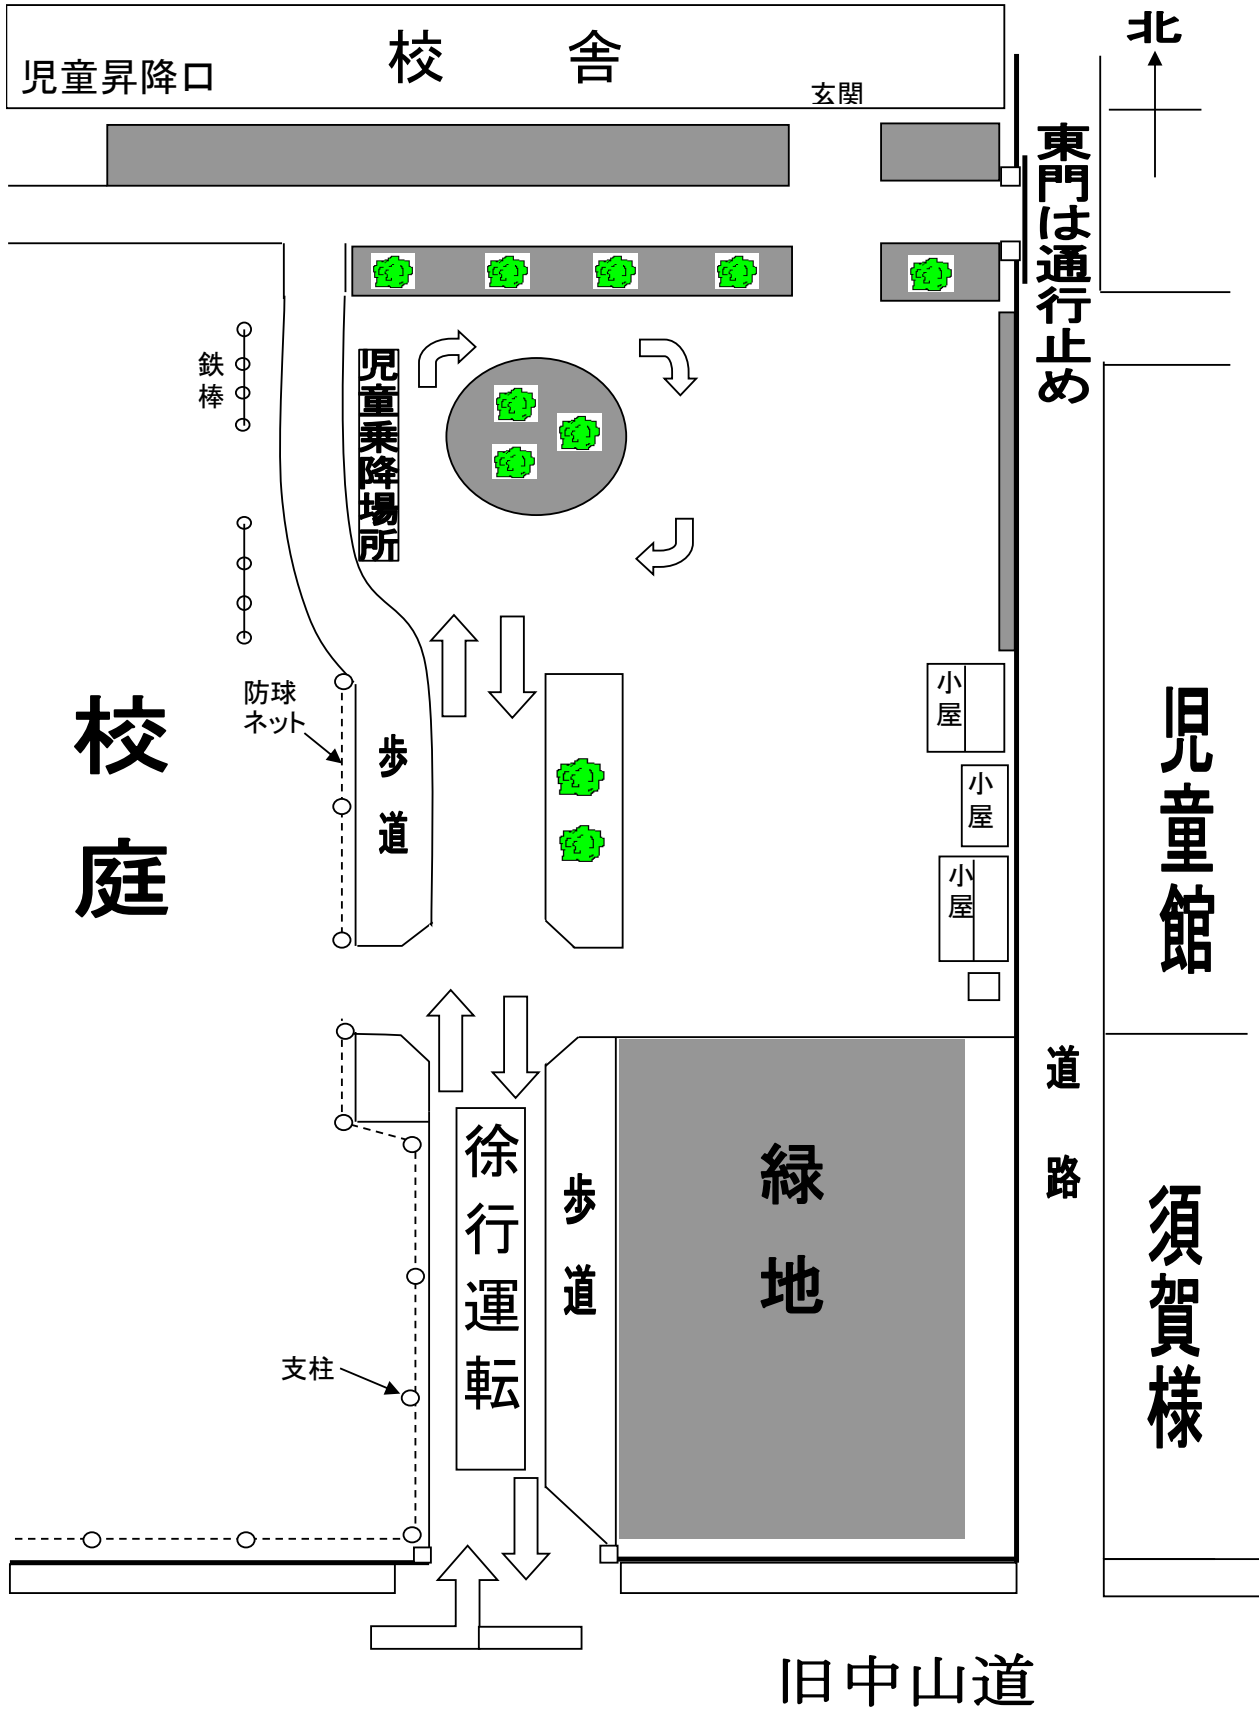 校　舎
北
児童昇降口
玄関
東門は通行止め
鉄棒
児童乗降場所
防球
ネット
小屋
小屋
小屋
校庭
歩道
児童館
道路
徐行運転
歩道
緑地
須賀様
支柱
旧中山道